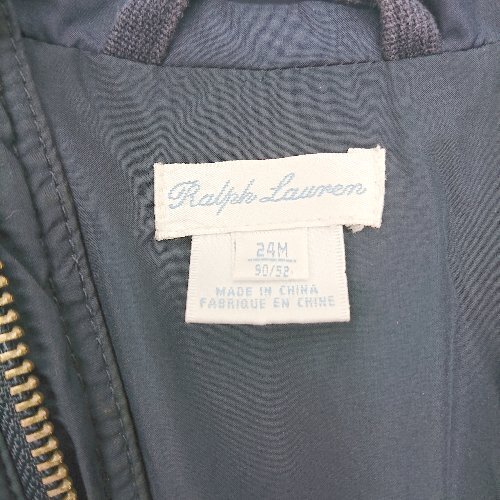 Ralph Lauren
24M
90/52
MADE IN CHINA
FABRIQUE EN CHINE